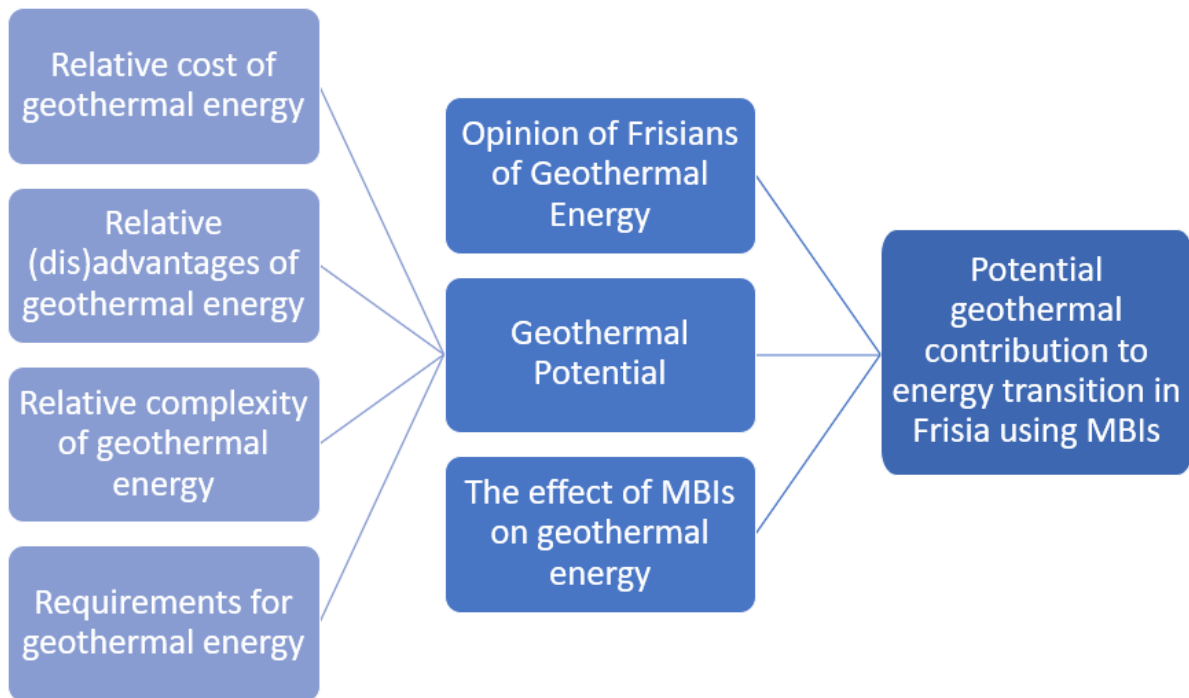 Relative cost of
geothermal energy
Relative
(dis)advantages of
geothermal energy
Relative complexity
of geothermal
energy
Requirements for
geothermal energy
Opinion of Frisians
of Geothermal
Energy
Geothermal
Potential
The effect of MBIs
on geothermal
energy
Potential
geothermal
contribution to
energy transition in
Frisia using MBIs